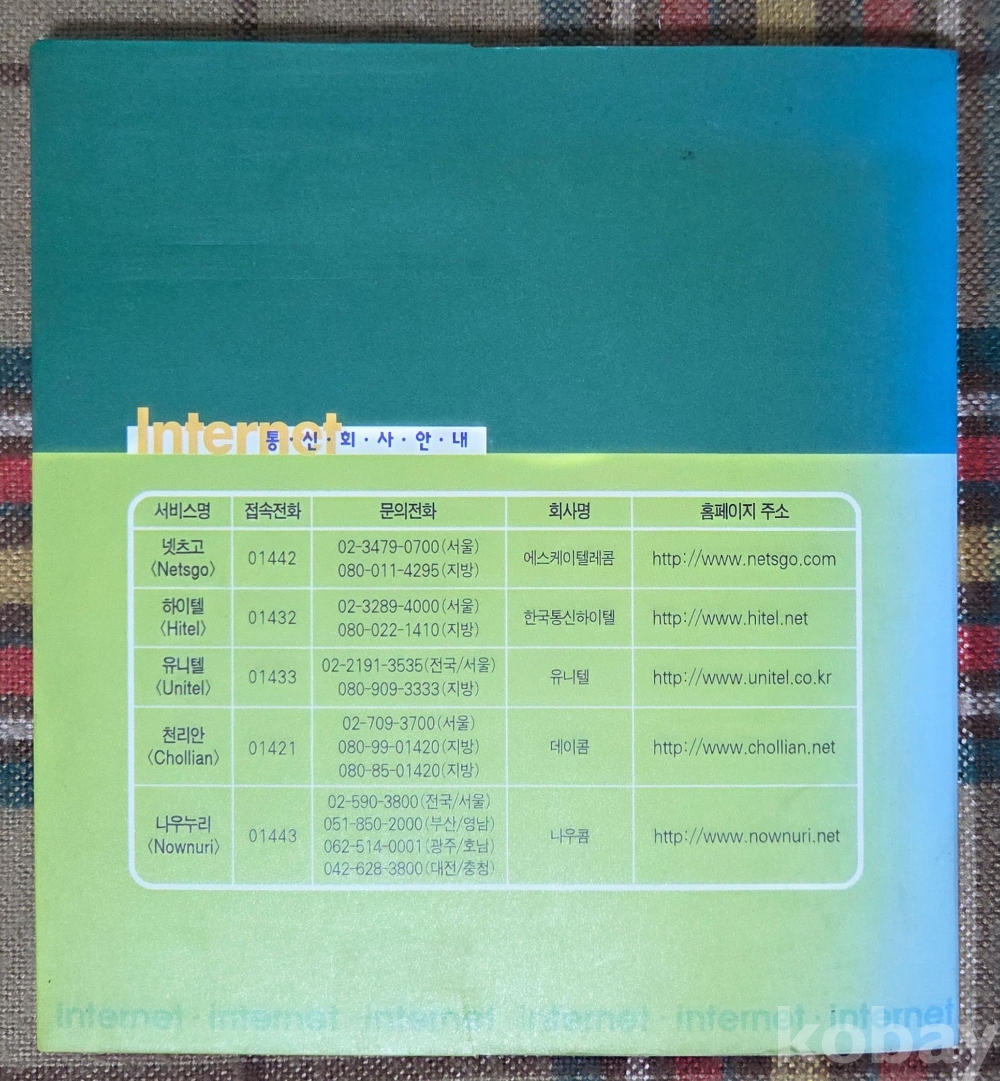 Internet 통·신·회·사·안·내
서비스명 접속전화 문의전화 회사명 홈페이지 주소
넷츠고
〈Netsgo〉
01442
02-3479-0700(서울)
080-011-4295(지방)
에스케이텔레콤
http://www.netsgo.com
하이텔
〈Hitel〉
01432
02-3289-4000(서울)
080-022-1410(지방)
한국통신하이텔
http://www.hitel.net
유니텔
〈Unitel〉
01433
02-2191-3535(전국/서울)
080-909-3333(지방)
유니텔
http://www.unitel.co.kr
천리안
〈Chollian〉
01421
02-709-3700(서울)
080-99-01420(지방)
080-85-01420(지방)
데이콤
http://www.chollian.net
나우누리
〈Nownuri〉
01443
02-590-3800(전국/서울)
051-850-2000(부산/영남)
062-514-0001(광주/호남)
042-628-3800(대전/충청)
나우콤
http://www.nownuri.net
internet · internet · internet · internet · internet · internet
kobay